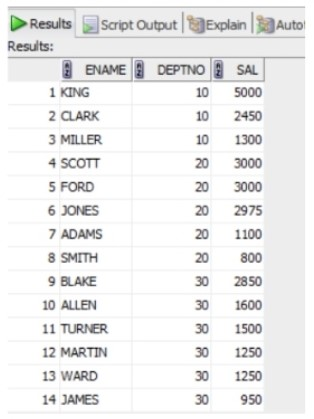 Results Script Output Explain Autot
Results:
ENAME DEPTNO SAL
1 KING 10 5000
2 CLARK 10 2450
3 MILLER 10 1300
4 SCOTT 20 3000
5 FORD 20 3000
6 JONES 20 2975
7 ADAMS 20 1100
8 SMITH 20 800
9 BLAKE 30 2850
10 ALLEN 30 1600
11 TURNER 30 1500
12 MARTIN 30 1250
13 WARD 30 1250
14 JAMES 30 950